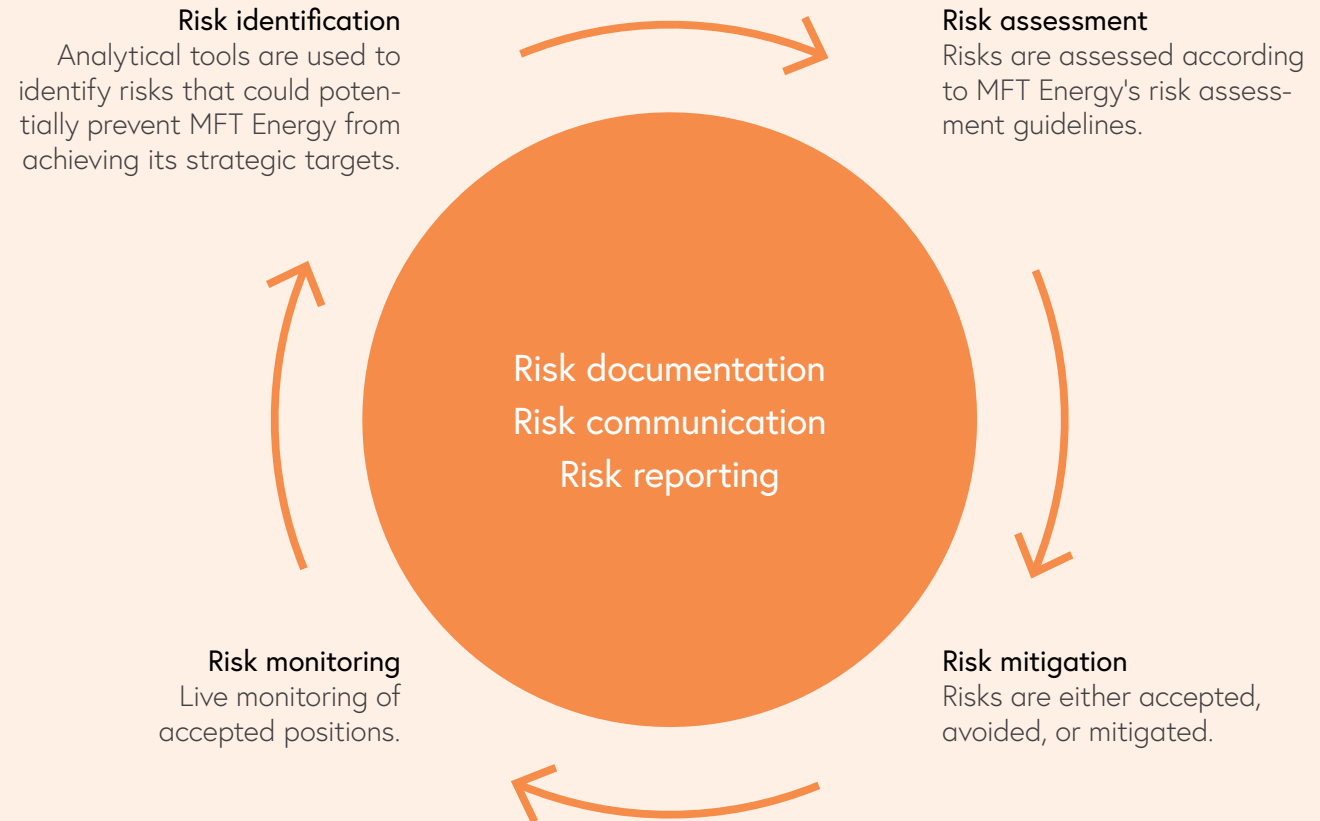 Risk identification
Analytical tools are used to
identify risks that could poten-
tially prevent MFT Energy from
achieving its strategic targets.
Risk assessment
Risks are assessed according
to MFT Energy's risk assess-
ment guidelines.
Risk documentation
Risk communication
Risk reporting
Risk monitoring
Live monitoring of
accepted positions.
Risk mitigation
Risks are either accepted,
avoided, or mitigated.